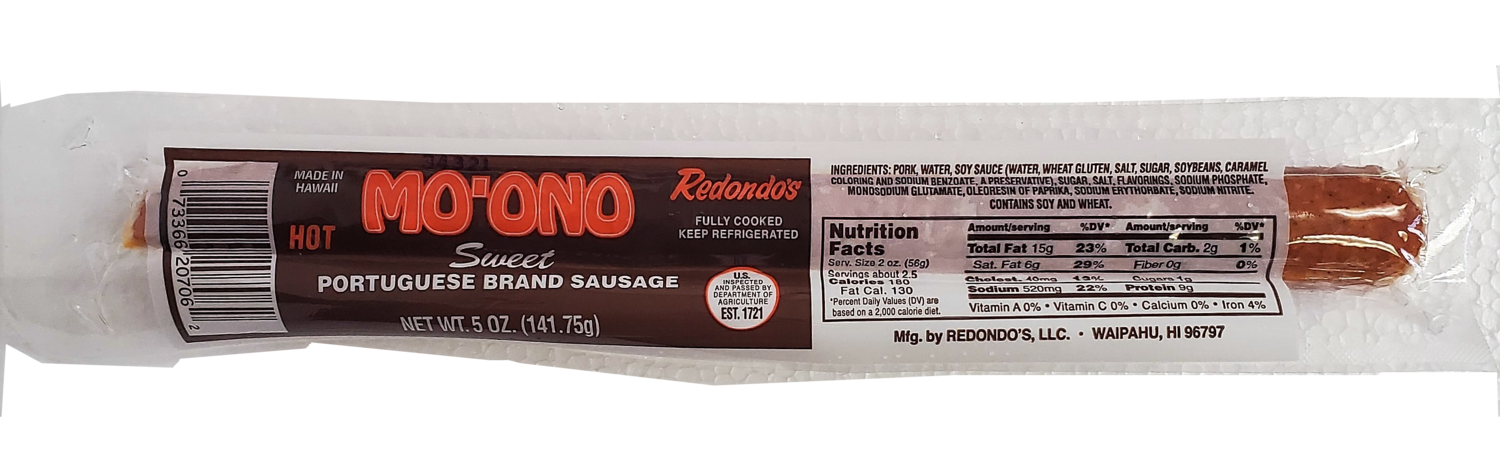 0 73366 20706 2
MADE IN
HAWAII
HOT
MO'ONO
Sweet
PORTUGUESE BRAND SAUSAGE
NET WT. 5 OZ. (141.75g)
Redondo's
FULLY COOKED
KEEP REFRIGERATED
U.S.
INSPECTED
AND PASSED BY
DEPARTMENT OF
AGRICULTURE
EST. 1721
INGREDIENTS: PORK, WATER, SOY SAUCE (WATER, WHEAT GLUTEN, SALT, SUGAR, SOYBEANS, CARAMEL
COLORING AND SODIUM BENZOATE, A PRESERVATIVE), SUGAR, SALT, FLAVORINGS, SODIUM PHOSPHATE,
MONOSODIUM GLUTAMATE, OLEORESIN OF PAPRIKA, SODIUM ERYTHORBATE, SODIUM NITRITE.
CONTAINS SOY AND WHEAT.
Nutrition
Facts
Serv. Size 2 oz. (56g)
Servings about 2.5
Calories 180
Fat Cal. 130
*Percent Daily Values (DV) are
based on a 2,000 calorie diet.
Amount/serving %DV* Amount/serving %DV*
Total Fat 15g 23% Total Carb. 2g 1%
Sat. Fat 6g 29% Fiber 0g 0%
Cholest. 40mg 13% Sugars 1g
Sodium 520mg 22% Protein 9g
Vitamin A 0% • Vitamin C 0% • Calcium 0% • Iron 4%
Mfg. by REDONDO'S, LLC. • WAIPAHU, HI 96797